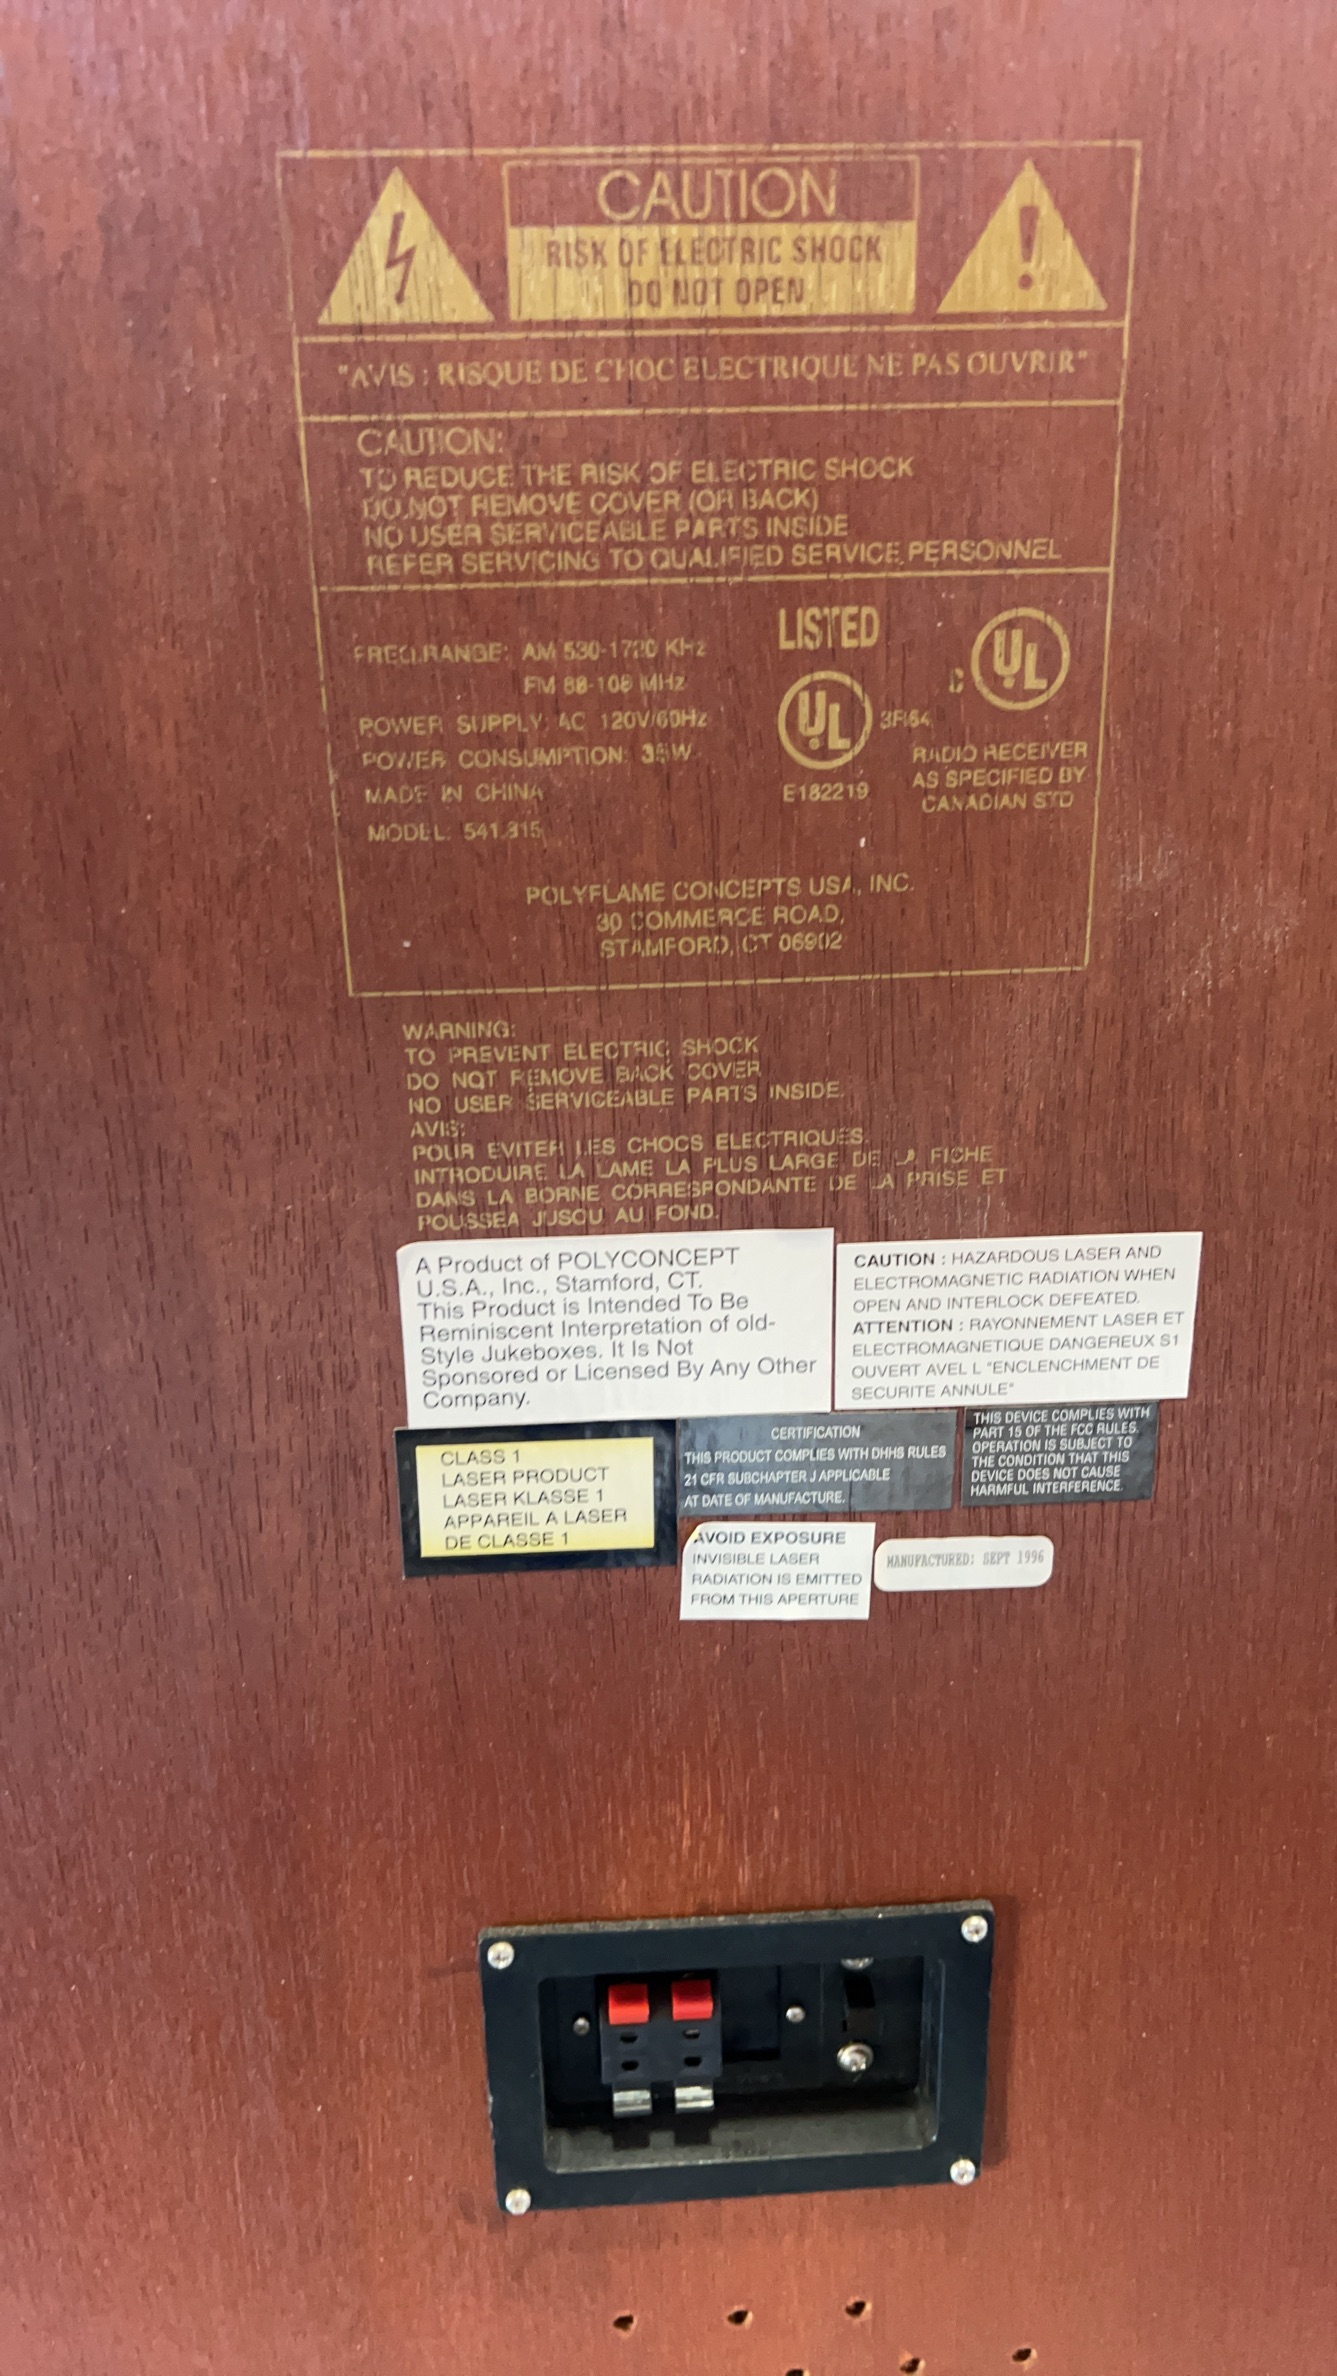 CAUTION
RISK OF ELECTRIC SHOCK
DO NOT OPEN
"AVIS : RISQUE DE CHOC ELECTRIQUE NE PAS OUVRIR"
CAUTION:
TO REDUCE THE RISK OF ELECTRIC SHOCK
DO NOT REMOVE COVER (OR BACK)
NO USER SERVICEABLE PARTS INSIDE
REFER SERVICING TO QUALIFIED SERVICE PERSONNEL
FREQ.RANGE: AM 530-1720 KHz
FM 88-108 MHz
POWER SUPPLY: AC 120V/60Hz
POWER CONSUMPTION:
MADE IN CHINA
MODEL: 541.315
LISTED
UL
E182219
C UL
RADIO RECEIVER
AS SPECIFIED BY
CANADIAN STD
POLYFLAME CONCEPTS USA, INC.
30 COMMERCE ROAD,
STAMFORD, CT 06902
WARNING:
TO PREVENT ELECTRIC SHOCK
DO NOT REMOVE BACK COVER
NO USER SERVICEABLE PARTS INSIDE.
AVIS:
POUR EVITER LES CHOCS ELECTRIQUES.
INTRODUIRE LA LAME LA PLUS LARGE DE LA FICHE
DANS LA BORNE CORRESPONDANTE DE LA PRISE ET
POUSSEA JUSQU AU FOND.
A Product of POLYCONCEPT
U.S.A., Inc., Stamford, CT.
This Product is Intended To Be
Reminiscent Interpretation of old-
Style Jukeboxes. It Is Not
Sponsored or Licensed By Any Other
Company.
CAUTION : HAZARDOUS LASER AND
ELECTROMAGNETIC RADIATION WHEN
OPEN AND INTERLOCK DEFEATED.
ATTENTION : RAYONNEMENT LASER ET
ELECTROMAGNETIQUE DANGEREUX S1
OUVERT AVEL L "ENCLENCHMENT DE
SECURITE ANNULE"
CLASS 1
LASER PRODUCT
LASER KLASSE 1
APPAREIL A LASER
DE CLASSE 1
CERTIFICATION
THIS PRODUCT COMPLIES WITH DHHS RULES
21 CFR SUBCHAPTER J APPLICABLE
AT DATE OF MANUFACTURE.
THIS DEVICE COMPLIES WITH
PART 15 OF THE FCC RULES.
OPERATION IS SUBJECT TO
THE CONDITION THAT THIS
DEVICE DOES NOT CAUSE
HARMFUL INTERFERENCE.
AVOID EXPOSURE
INVISIBLE LASER
RADIATION IS EMITTED
FROM THIS APERTURE
MANUFACTURED: SEPT 1996